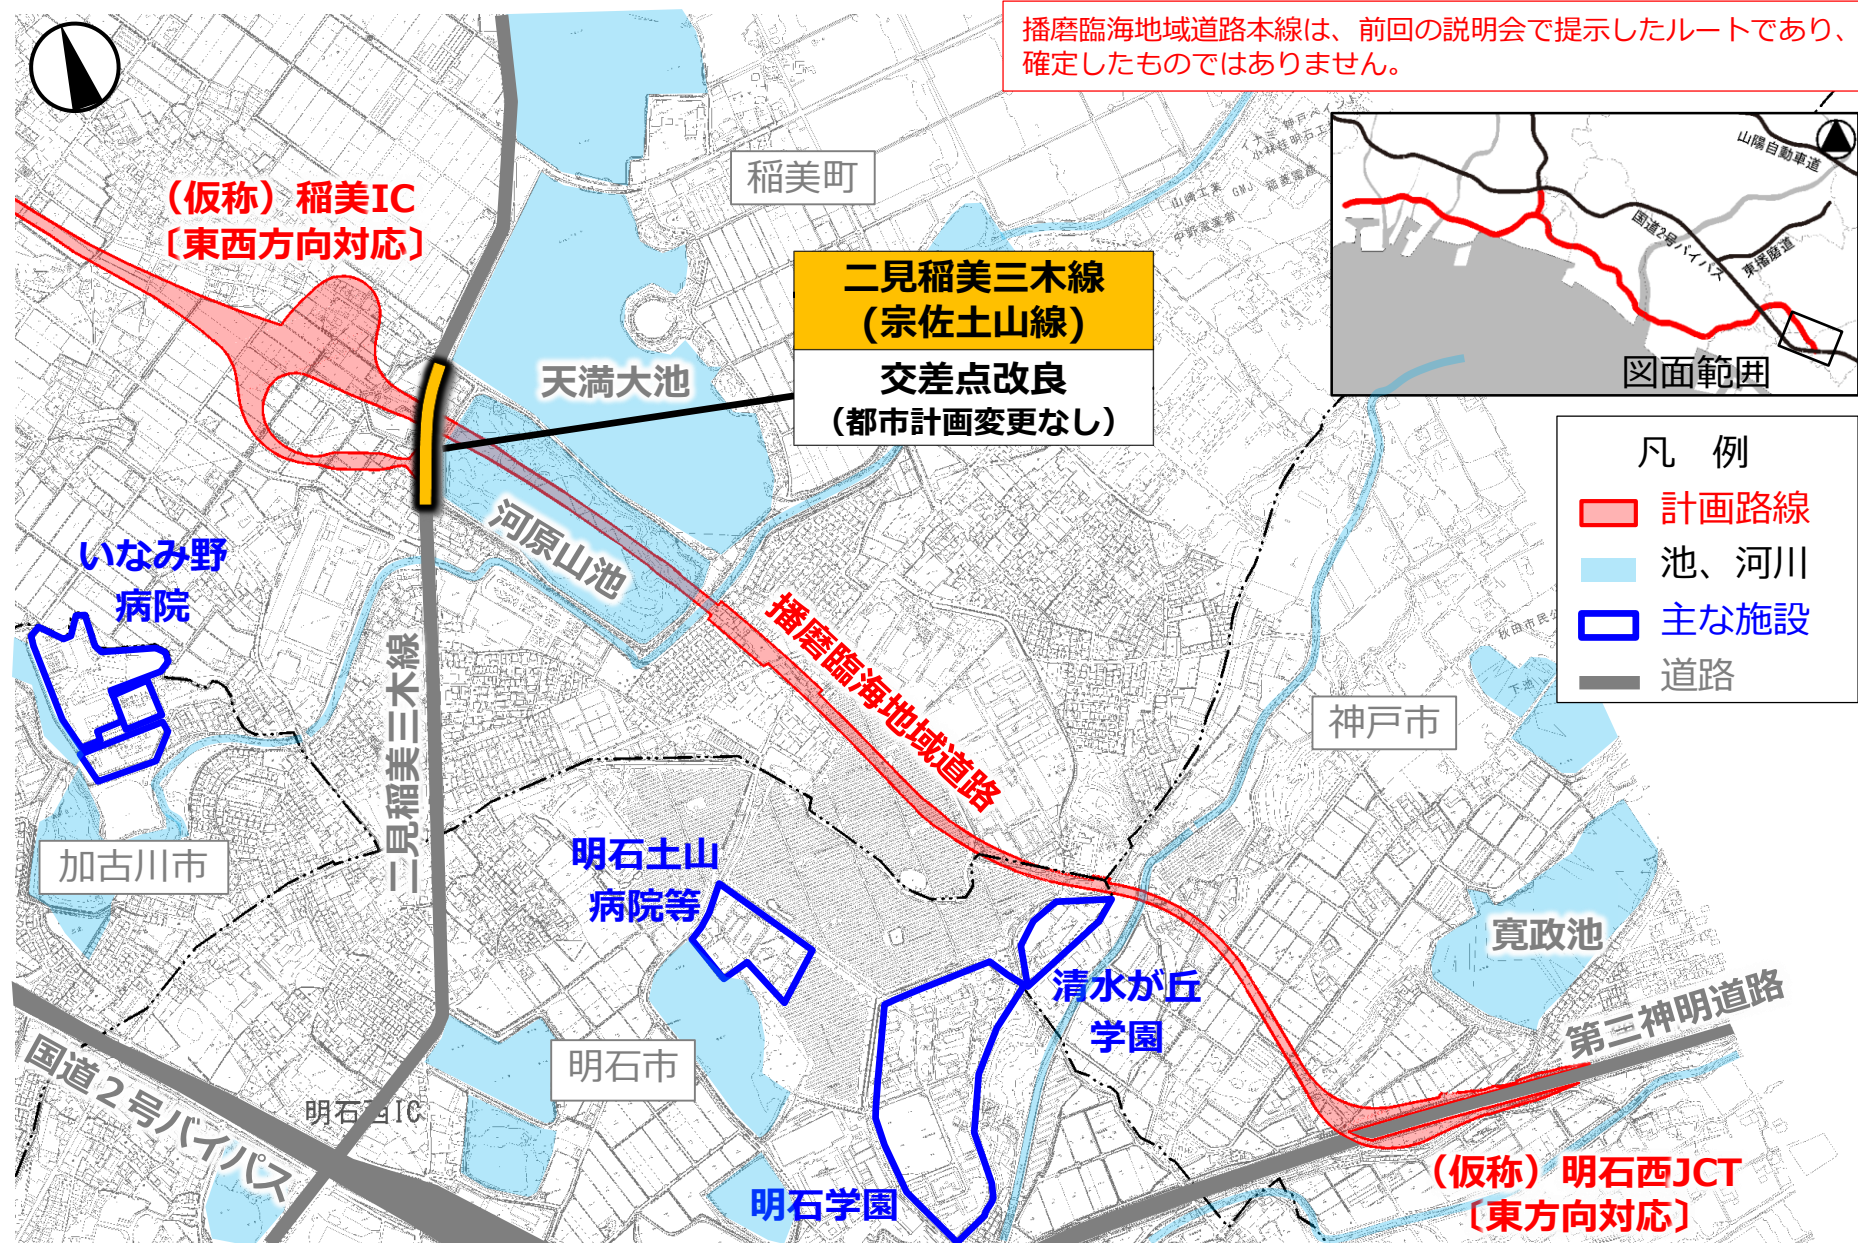 播磨臨海地域道路本線は、前回の説明会で提示したルートであり、
確定したものではありません。
山陽自動車道
国道2号バイパス
東播磨道
図面範囲
稲美町
（仮称）稲美IC
〔東西方向対応〕
二見稲美三木線
(宗佐土山線)
交差点改良
（都市計画変更なし）
天満大池
凡　例
計画路線
池、河川
主な施設
道路
河原山池
いなみ野
病院
播磨臨海地域道路
二見稲美三木線
秋田市民公
下池
神戸市
加古川市
明石土山
病院等
寛政池
清水が丘
学園
第二神明道路
明石市
国道２号バイパス
明石西IC
明石学園
（仮称）明石西JCT
〔東方向対応〕